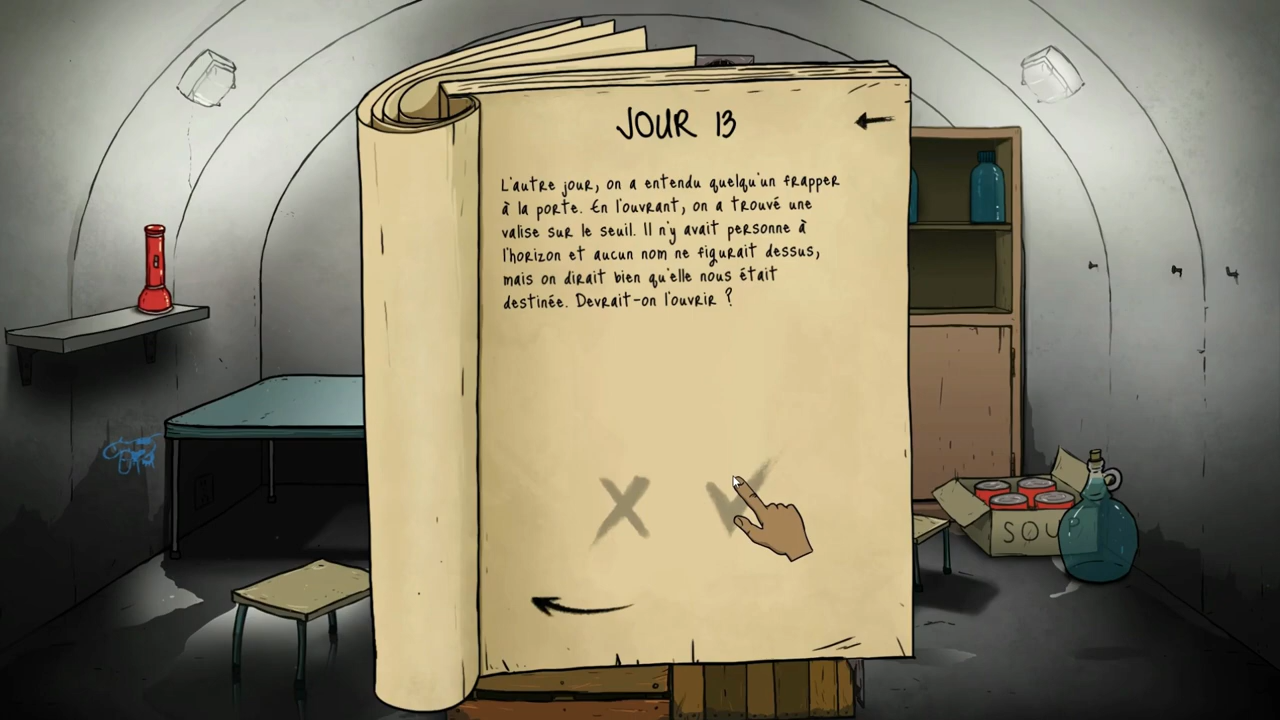 JOUR 13
L'autre jour, on a entendu quelqu'un frapper
à la porte. En l'ouvrant, on a trouvé une
valise sur le seuil. Il n'y avait personne à
l'horizon et aucun nom ne figurait dessus,
mais on dirait bien qu'elle nous était
destinée. Devrait-on l'ouvrir ?
SOUP